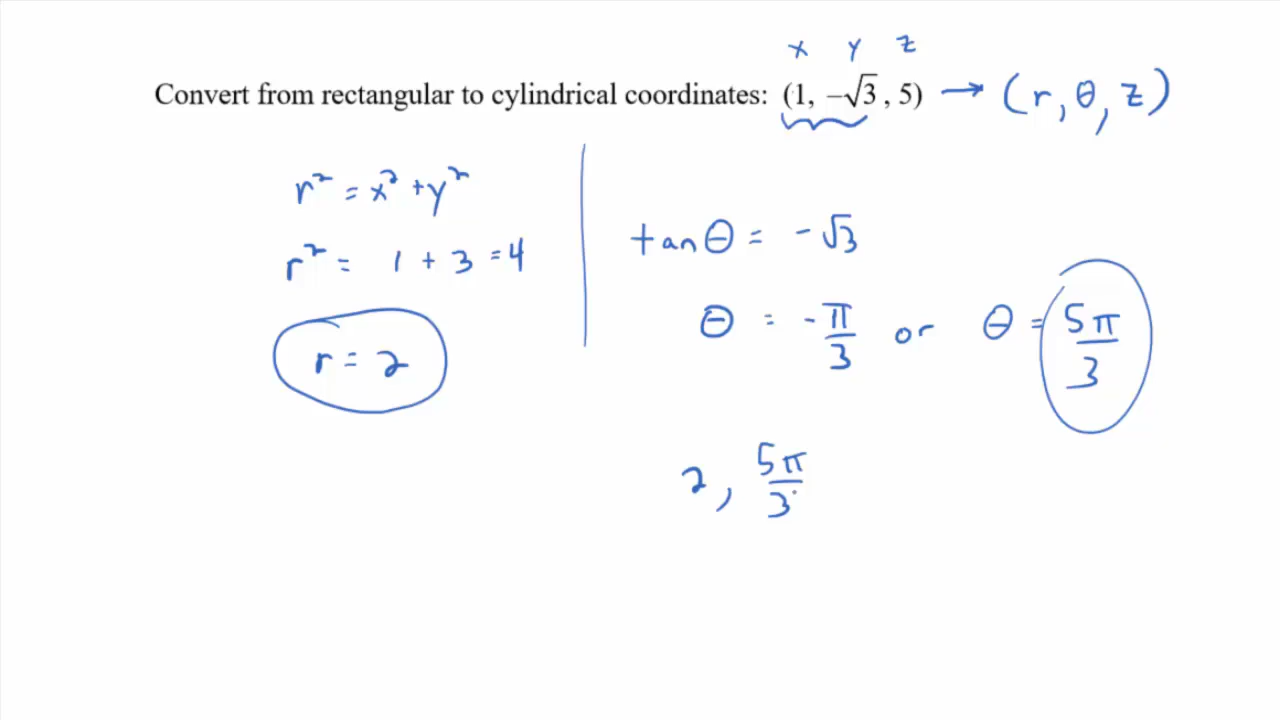 x y z
Convert from rectangular to cylindrical coordinates: (1, −√3, 5) → (r, θ, z)
r² = x² + y²
r² = 1 + 3 = 4
r = 2
tan θ = -√3
θ = -π/3 or θ = 5π/3
2, 5π/3